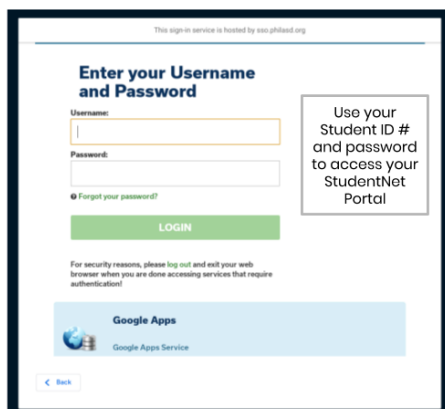 This sign-in service is hosted by sso.philasd.org
Enter your Username
and Password
Username:
Password:
Forgot your password?
LOGIN
For security reasons, please log out and exit your web
browser when you are done accessing services that require
authentication!
Google Apps
Google Apps Service
Back
Use your
Student ID #
and password
to access your
StudentNet
Portal